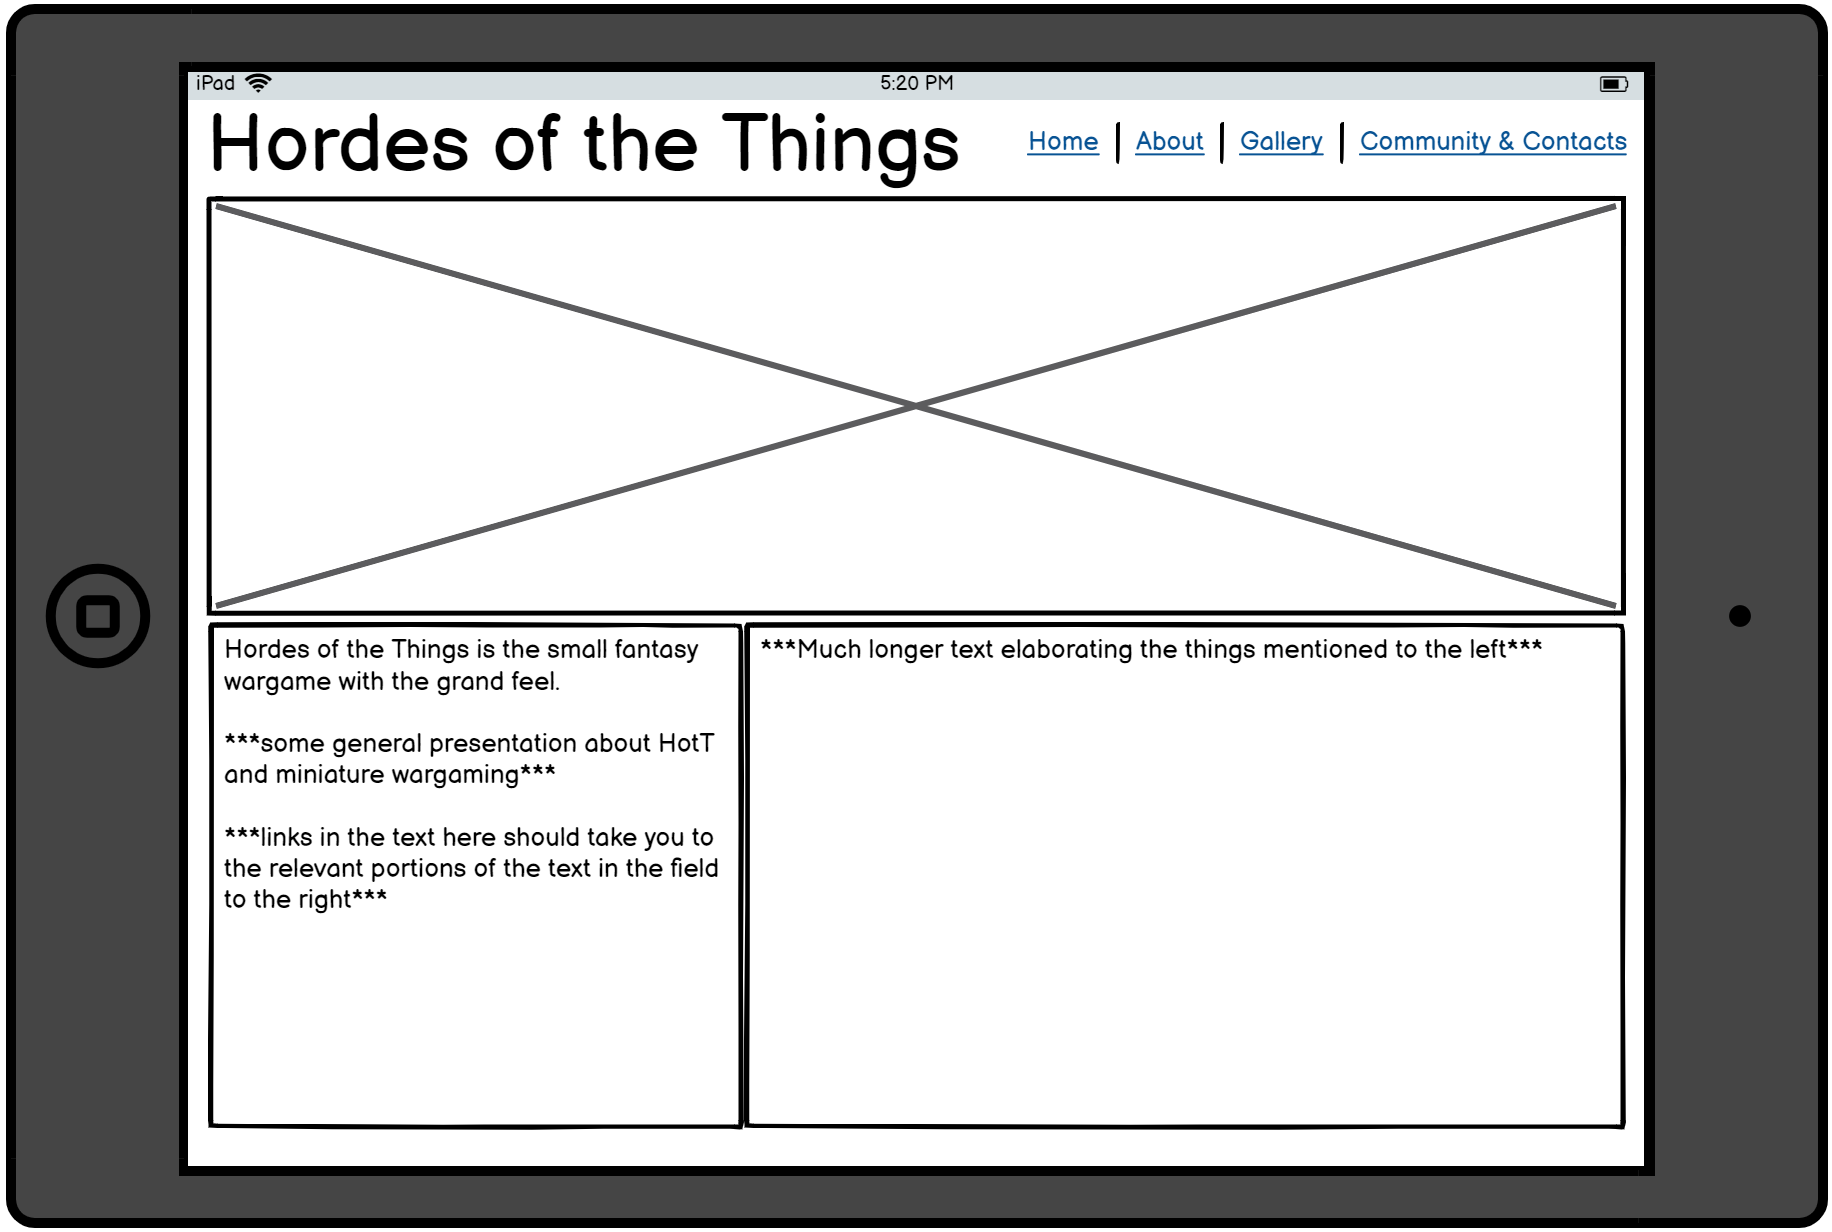 iPad
5:20 PM
Hordes of the Things
Home | About | Gallery | Community & Contacts
Hordes of the Things is the small fantasy
wargame with the grand feel.
***some general presentation about HotT
and miniature wargaming***
***links in the text here should take you to
the relevant portions of the text in the field
to the right***
***Much longer text elaborating the things mentioned to the left***